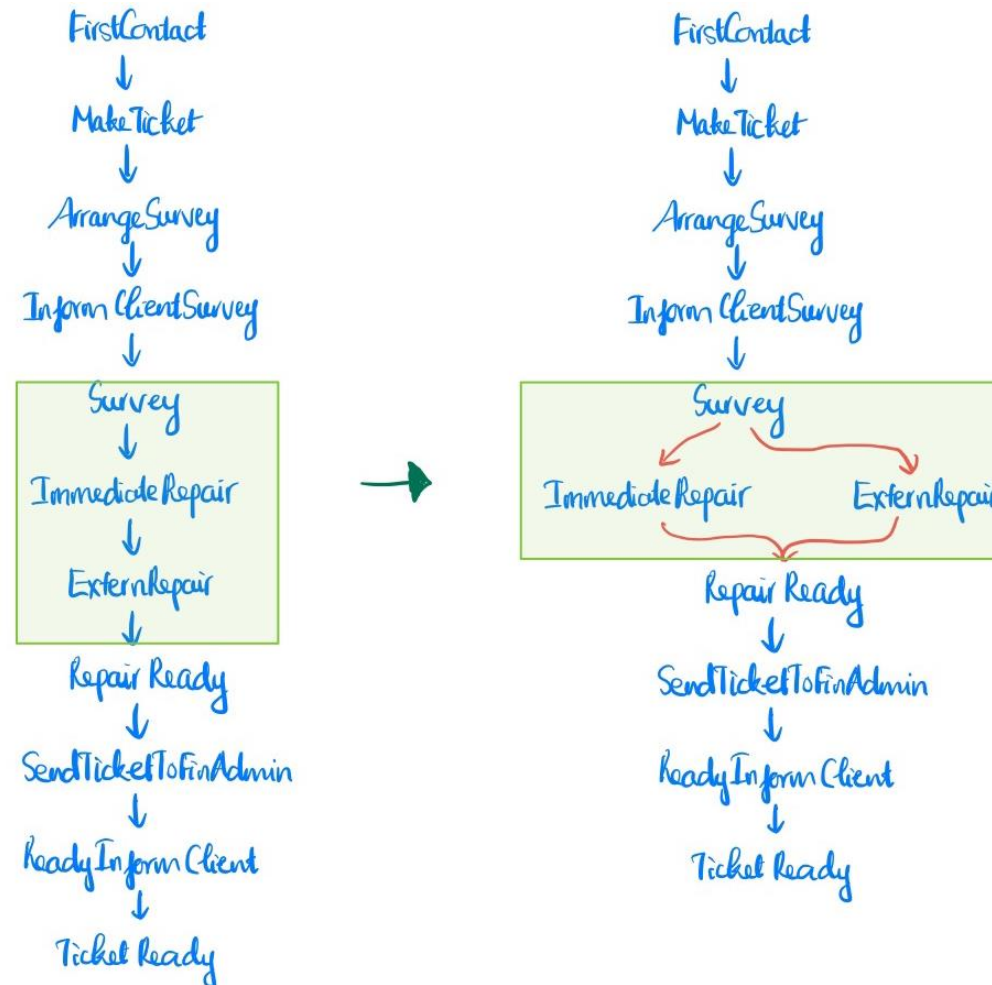 FirstContact
MakeTicket
ArrangeSurvey
InformClientSurvey
Survey
ImmediateRepair
ExternRepair
Repair Ready
SendTicketToFinAdmin
ReadyInformClient
Ticket Ready
FirstContact
MakeTicket
ArrangeSurvey
InformClientSurvey
Survey
ImmediateRepair ExternRepair
Repair Ready
SendTicketToFinAdmin
ReadyInformClient
Ticket Ready